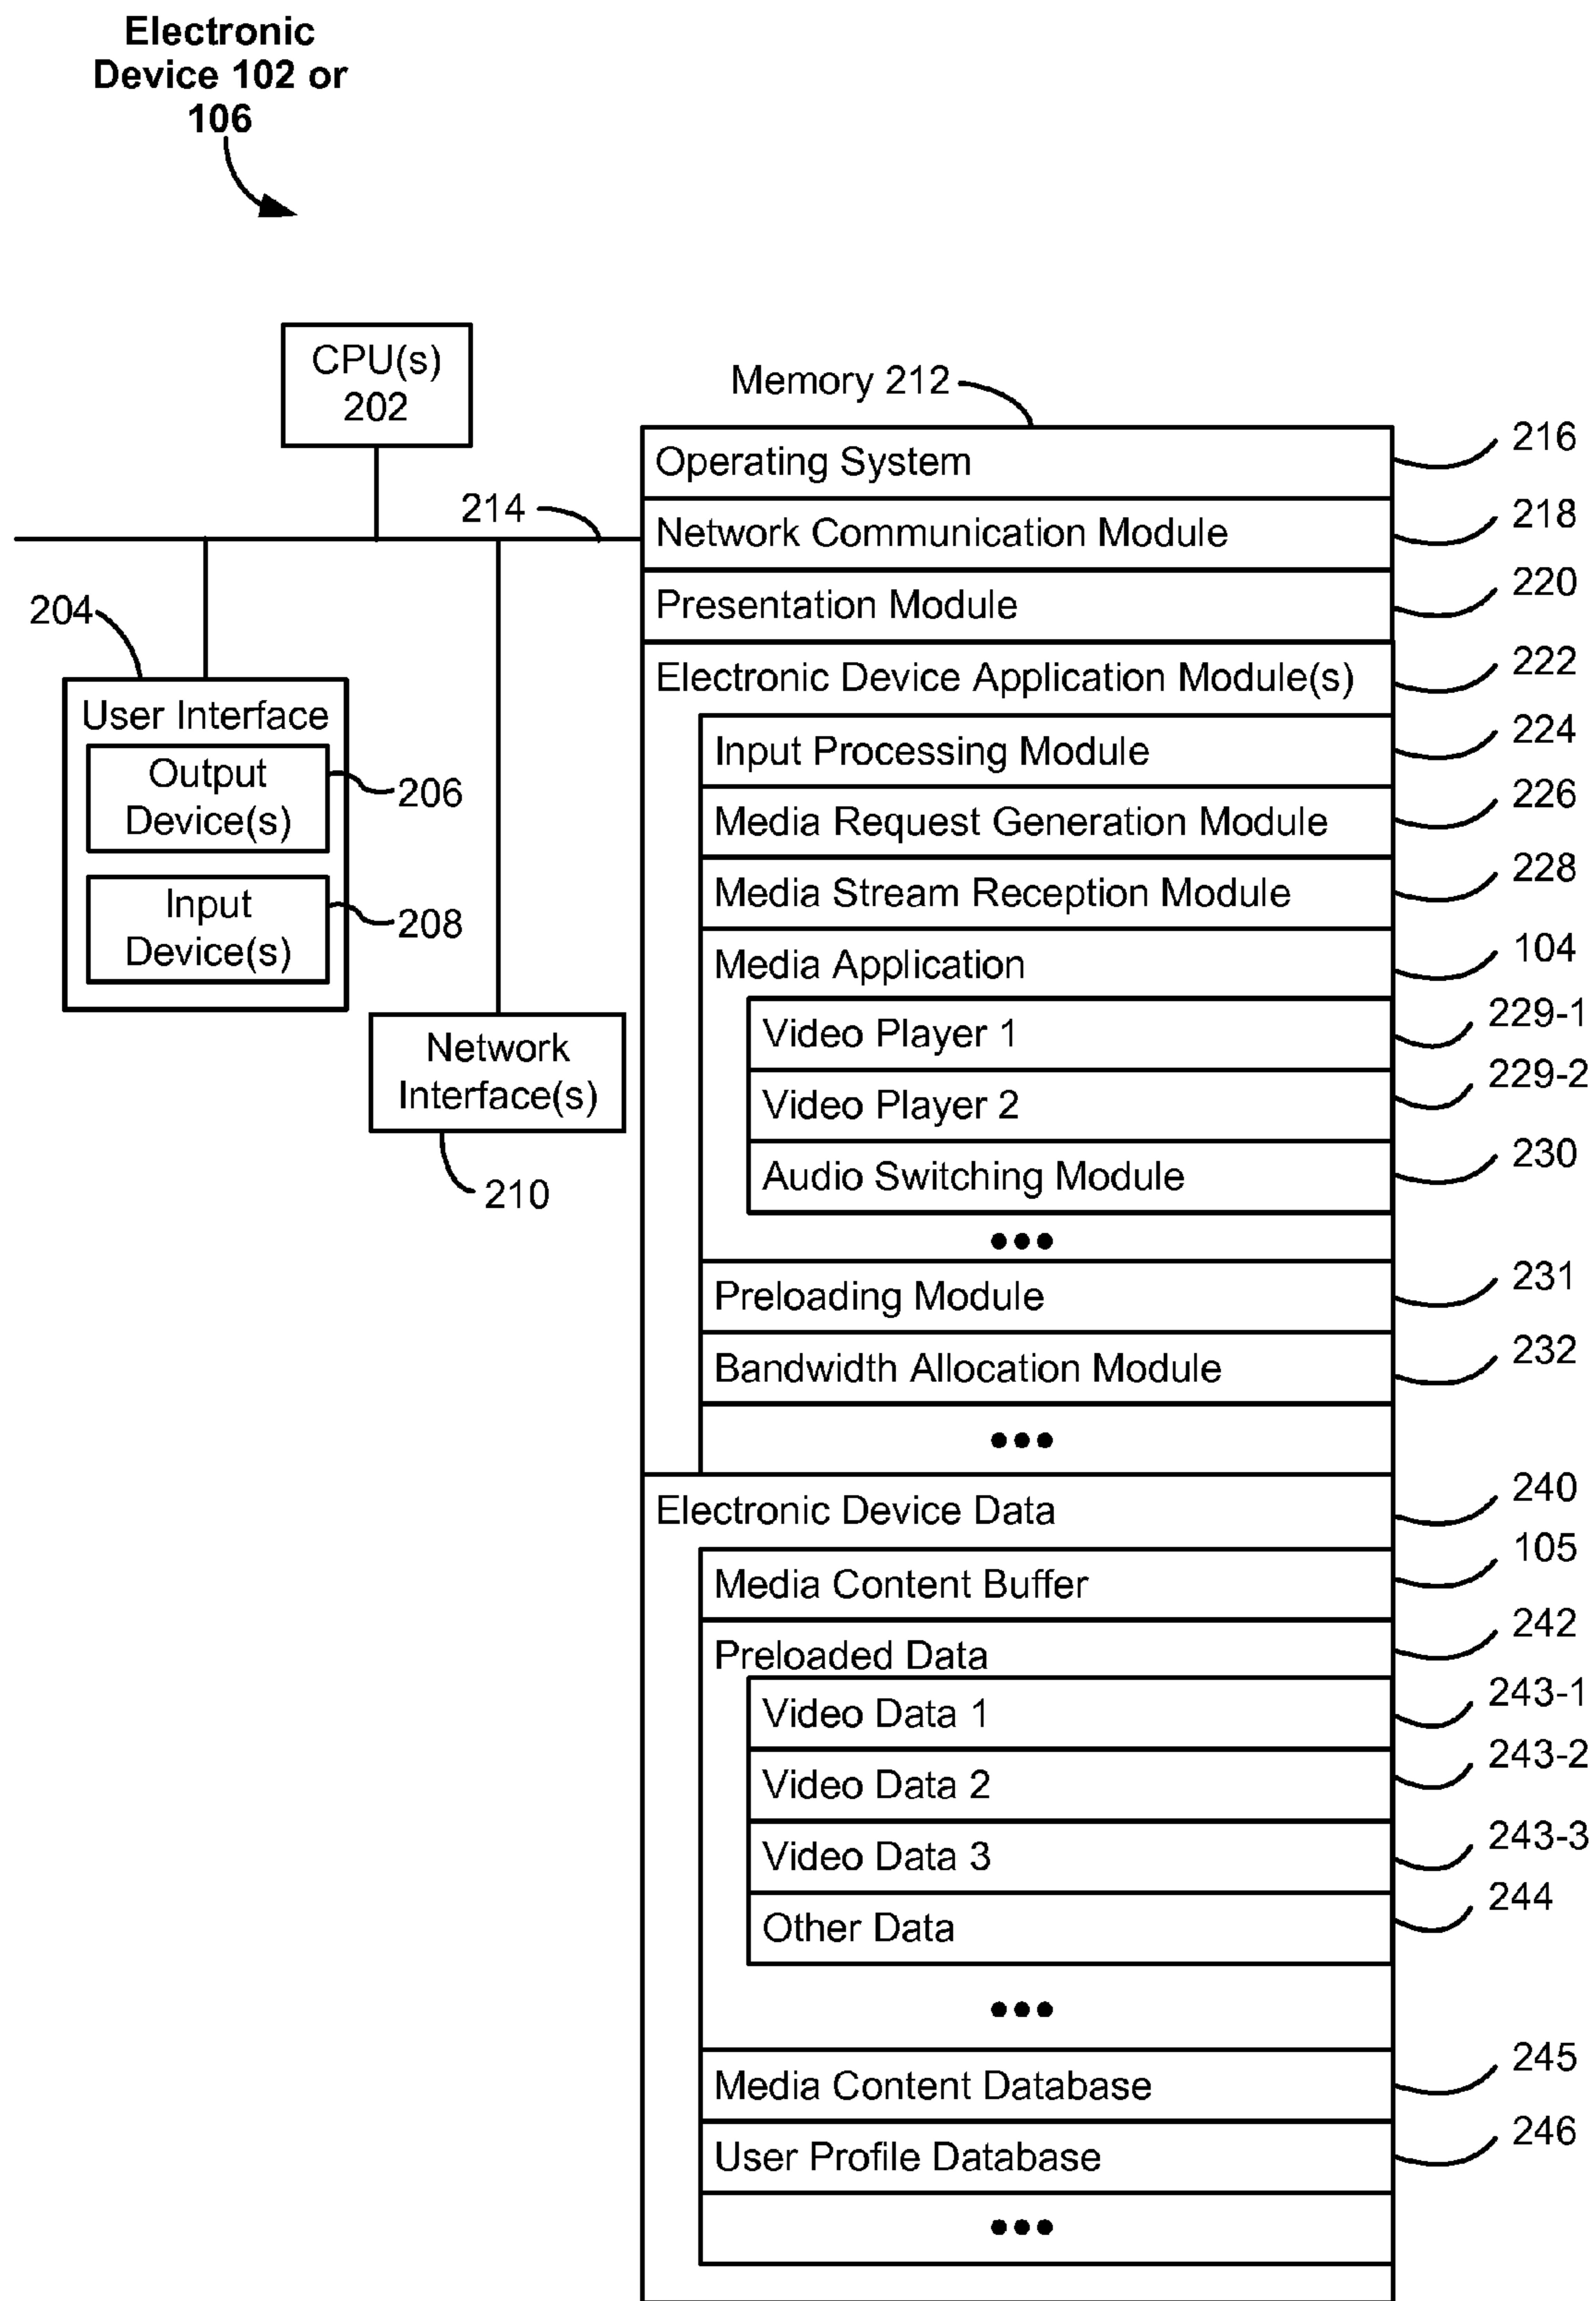 Electronic
Device 102 or
106
CPU(s)
202
Memory 212
214
204
User Interface
Output
Device(s)
206
Input
Device(s)
208
Network
Interface(s)
210
Operating System
216
Network Communication Module
218
Presentation Module
220
Electronic Device Application Module(s)
222
Input Processing Module
224
Media Request Generation Module
226
Media Stream Reception Module
228
Media Application
104
Video Player 1
229-1
Video Player 2
229-2
Audio Switching Module
230
•••
Preloading Module
231
Bandwidth Allocation Module
232
•••
Electronic Device Data
240
Media Content Buffer
105
Preloaded Data
242
Video Data 1
243-1
Video Data 2
243-2
Video Data 3
243-3
Other Data
244
•••
Media Content Database
245
User Profile Database
246
•••